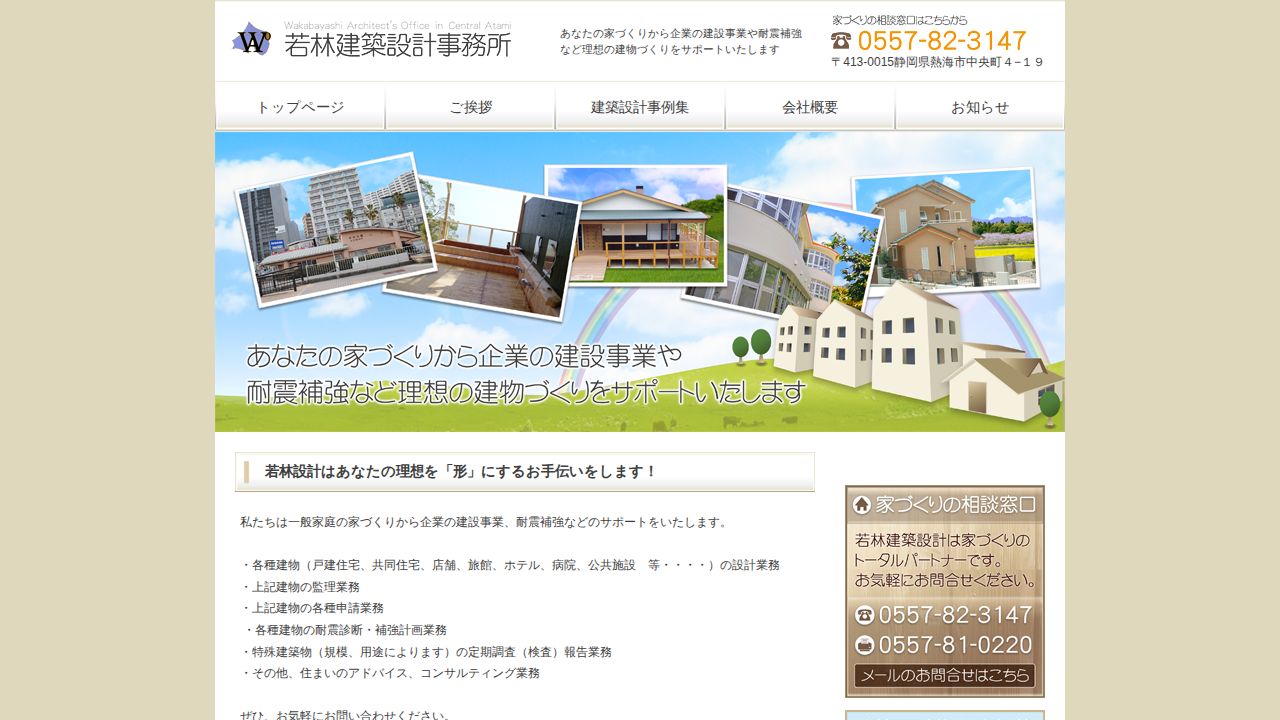 Wakabayashi Architect's Office in Central Atami
若林建築設計事務所
あなたの家づくりから企業の建設事業や耐震補強
など理想の建物づくりをサポートいたします
家づくりの相談窓口はこちらから
0557-82-3147
〒413-0015静岡県熱海市中央町４−１９
トップページ
ご挨拶
建築設計事例集
会社概要
お知らせ
あなたの家づくりから企業の建設事業や
耐震補強など理想の建物づくりをサポートいたします
若林設計はあなたの理想を「形」にするお手伝いをします！
私たちは一般家庭の家づくりから企業の建設事業、耐震補強などのサポートをいたします。
・各種建物（戸建住宅、共同住宅、店舗、旅館、ホテル、病院、公共施設　等・・・・）の設計業務
・上記建物の監理業務
・上記建物の各種申請業務
・各種建物の耐震診断・補強計画業務
・特殊建築物（規模、用途によります）の定期調査（検査）報告業務
・その他、住まいのアドバイス、コンサルティング業務
ぜひ、お気軽にお問い合わせください。
家づくりの相談窓口
若林建築設計は家づくりの
トータルパートナーです。
お気軽にお問合せください。
0557-82-3147
0557-81-0220
メールのお問合せはこちら